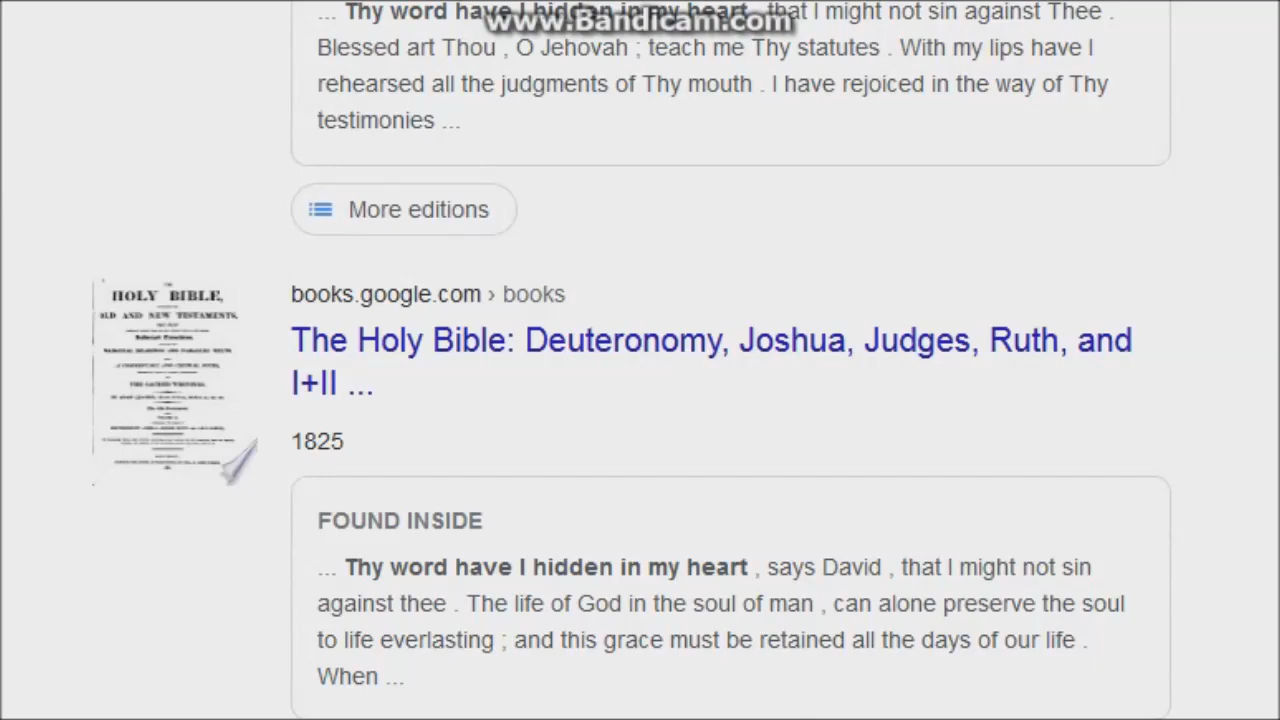 ... Thy word have I hidden in my heart , that I might not sin against Thee .
www.Bandicam.com
Blessed art Thou , O Jehovah ; teach me Thy statutes . With my lips have I
rehearsed all the judgments of Thy mouth . I have rejoiced in the way of Thy
testimonies ...
More editions
HOLY BIBLE,
OLD AND NEW TESTAMENTS,
books.google.com › books
The Holy Bible: Deuteronomy, Joshua, Judges, Ruth, and
I+II ...
1825
FOUND INSIDE
... Thy word have I hidden in my heart , says David , that I might not sin
against thee . The life of God in the soul of man , can alone preserve the soul
to life everlasting ; and this grace must be retained all the days of our life .
When ...